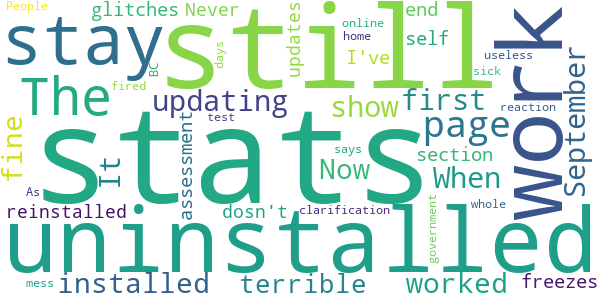 People
glitches
Never
end
stay
still
BC
days
updates
online
home
I've
self
useless
sick
work
September
The
fired
updating
show
first
reaction
fine
It
stats
test
page
assessment
says
Now
section
When
As
whole
reinstalled
dosn't
clarification
government
uninstalled
mess
installed
terrible
worked
freezes